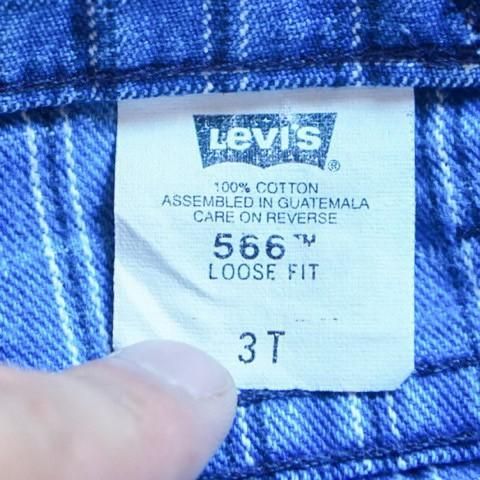 Levi's®
100% COTTON
ASSEMBLED IN GUATEMALA
CARE ON REVERSE
566™
LOOSE FIT
3T